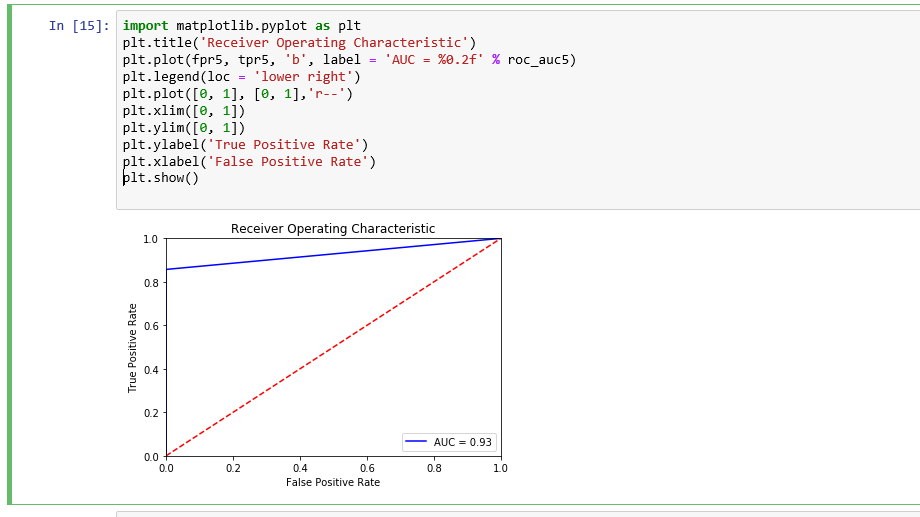 In [15]:
import matplotlib.pyplot as plt
plt.title('Receiver Operating Characteristic')
plt.plot(fpr5, tpr5, 'b', label = 'AUC = %0.2f' % roc_auc5)
plt.legend(loc = 'lower right')
plt.plot([0, 1], [0, 1],'r--')
plt.xlim([0, 1])
plt.ylim([0, 1])
plt.ylabel('True Positive Rate')
plt.xlabel('False Positive Rate')
plt.show()
Receiver Operating Characteristic
1.0
0.8
0.6
0.4
0.2
0.0
True Positive Rate
AUC = 0.93
0.0 0.2 0.4 0.6 0.8 1.0
False Positive Rate